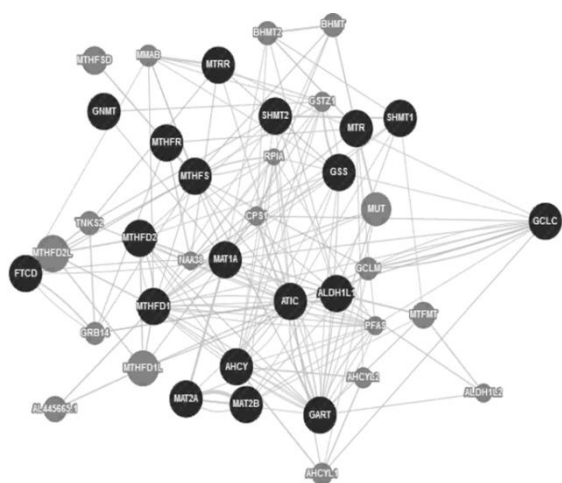 BHMT2
BHMT
MTHFSD
MMAB
MTRR
GNMT
GSTZ1
SHMT2
SHMT1
MTR
MTHFR
RPIA
MTHFS
GSS
TNKS2
CPS1
MUT
GCLC
MTHFD2
MTHFD2L
NAA38
MAT1A
GCLM
FTCD
MTHFD1
ATIC
ALDH1L1
GRB14
PFAS
MTFMT
MTHFD1L
AHCY
AHCYL2
ALDH1L2
AL445665.1
MAT2A
MAT2B
GART
AHCYL1